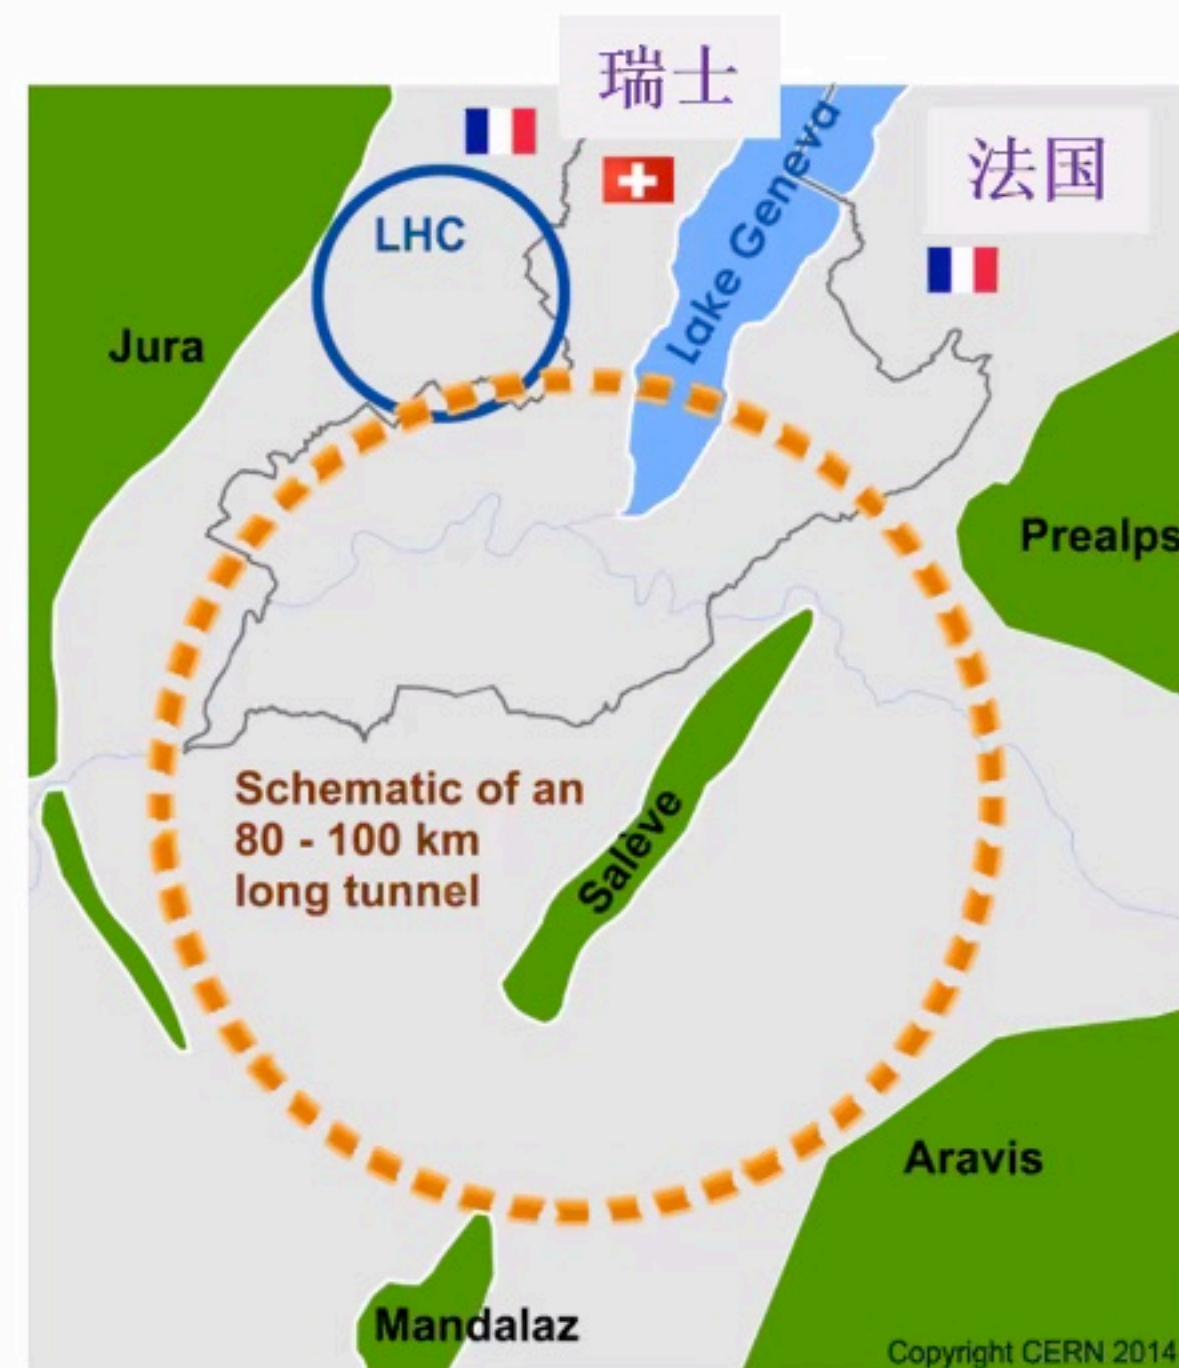 瑞士
法国
Lake Geneva
LHC
Jura
Prealps
Schematic of an
80 - 100 km
long tunnel
Salève
Aravis
Mandalaz
Copyright CERN 2014